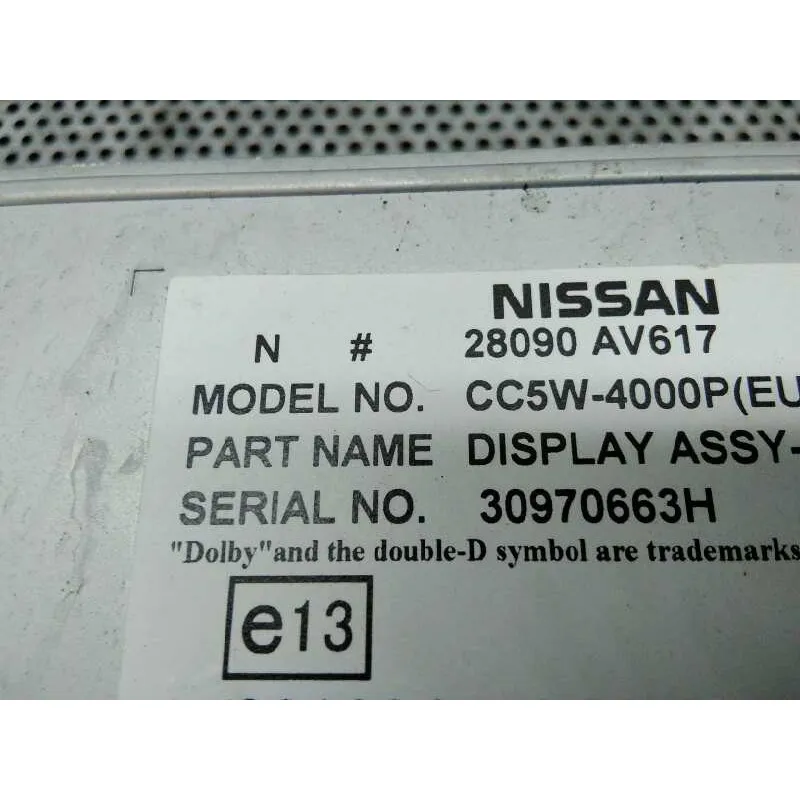 NISSAN
N # 28090 AV617
MODEL NO. CC5W-4000P(EU
PART NAME DISPLAY ASSY-
SERIAL NO. 30970663H
"Dolby"and the double-D symbol are trademarks
e13